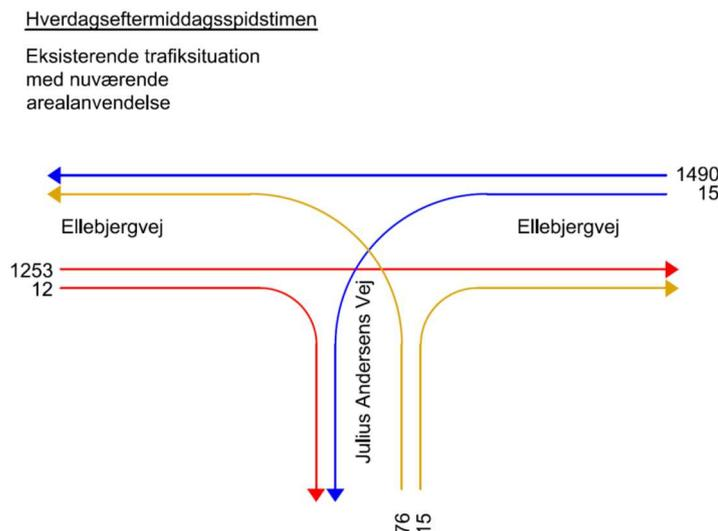 Hverdagseftermiddagsspidstimen
Eksisterende trafiksituation
med nuværende
arealanvendelse
1490
15
Ellebjergvej
Ellebjergvej
1253
12
Julius Andersens Vej
76
15